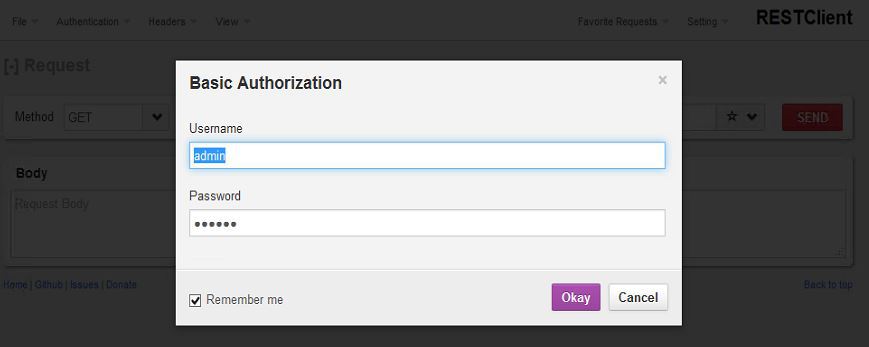 File Authentication Headers View Favorite Requests Setting RESTClient
[-] Request
Basic Authorization ×
Method GET SEND
Username
admin
Body
Password
Request Body
••••••
Home | Github | Issues | Donate Back to top
Remember me Okay Cancel